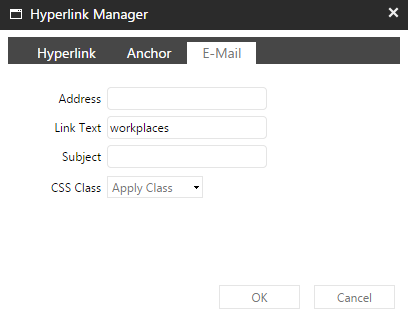 Hyperlink Manager
Hyperlink Anchor E-Mail
Address
Link Text workplaces
Subject
CSS Class Apply Class
OK Cancel